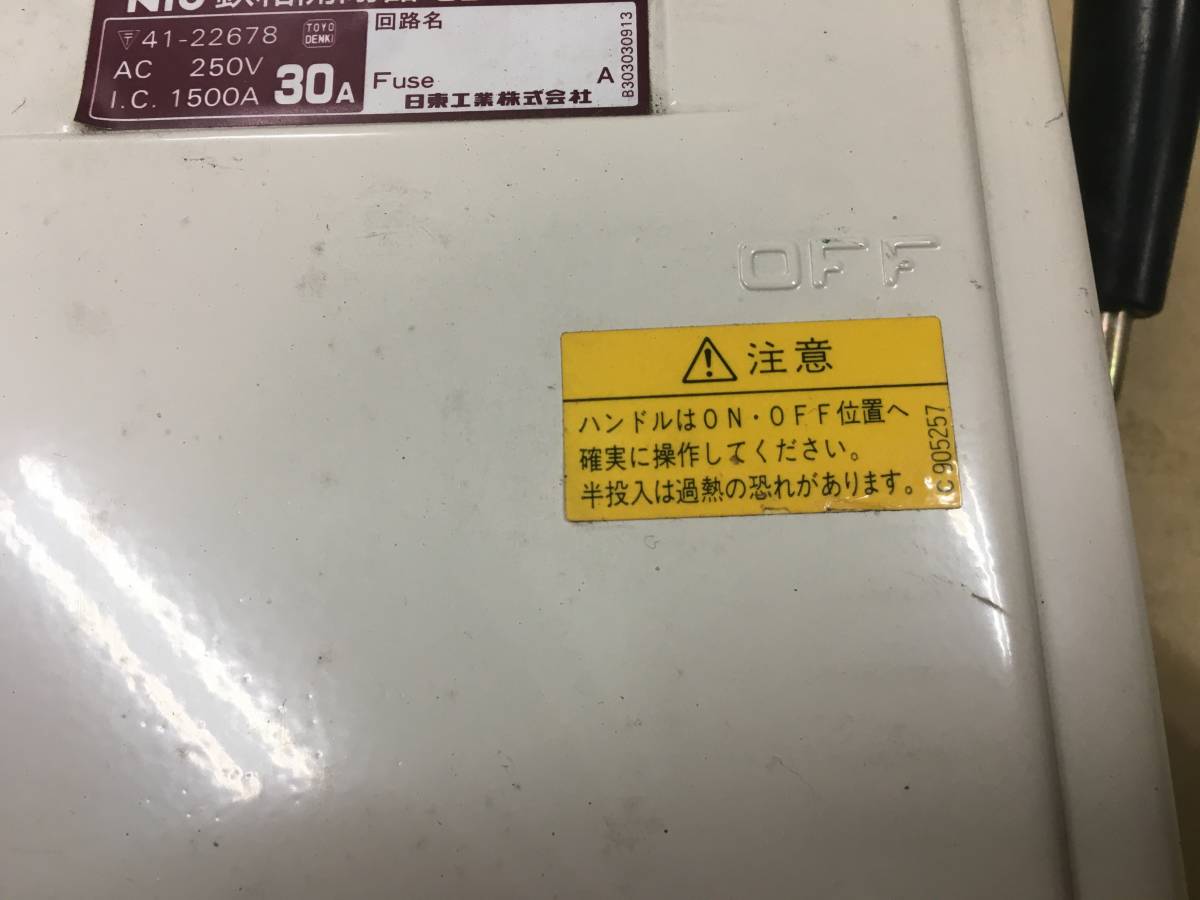 〒 41-22678
TOYO
DENKI
AC 250V
I.C. 1500A
30A
回路名
Fuse A
日東工業株式会社
B303030913
OFF
注意
ハンドルはON・OFF位置へ
確実に操作してください。
半投入は過熱の恐れがあります。
C905257